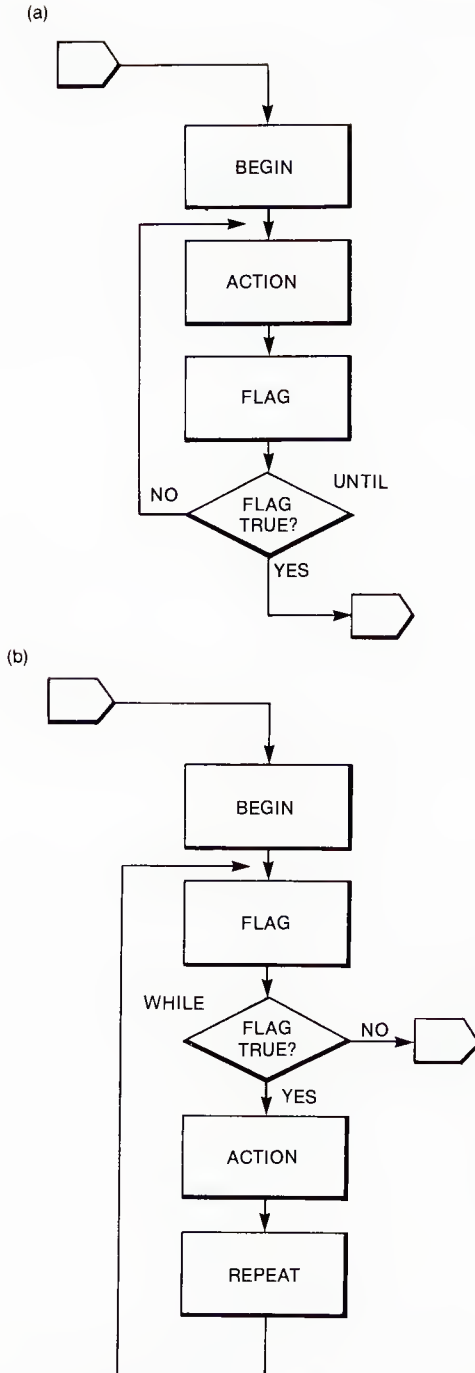 (a)
BEGIN
ACTION
FLAG
UNTIL
NO
FLAG
TRUE?
YES
(b)
BEGIN
FLAG
WHILE
FLAG
TRUE?
NO
YES
ACTION
REPEAT